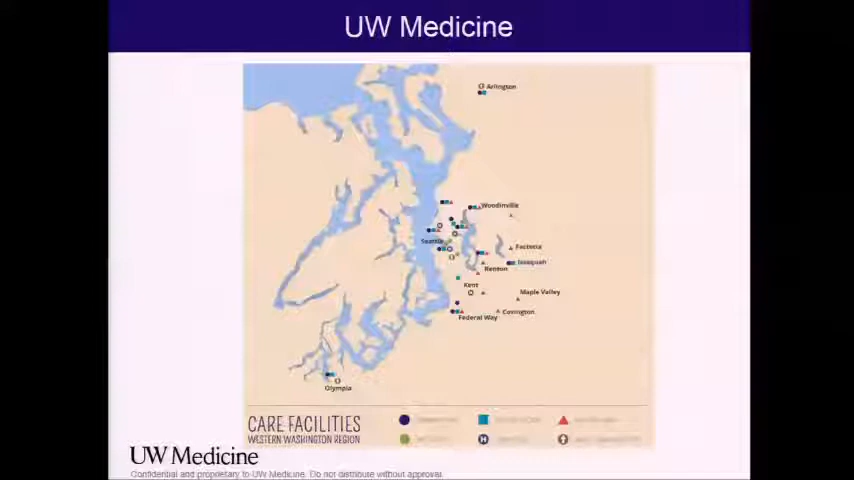 UW Medicine
Arlington
Woodinville
Seattle
Factoria
Issaquah
Renton
Kent
Maple Valley
Covington
Federal Way
Olympia
CARE FACILITIES
WESTERN WASHINGTON REGION
H
UW Medicine
Confidential and proprietary to UW Medicine. Do not distribute without approval.